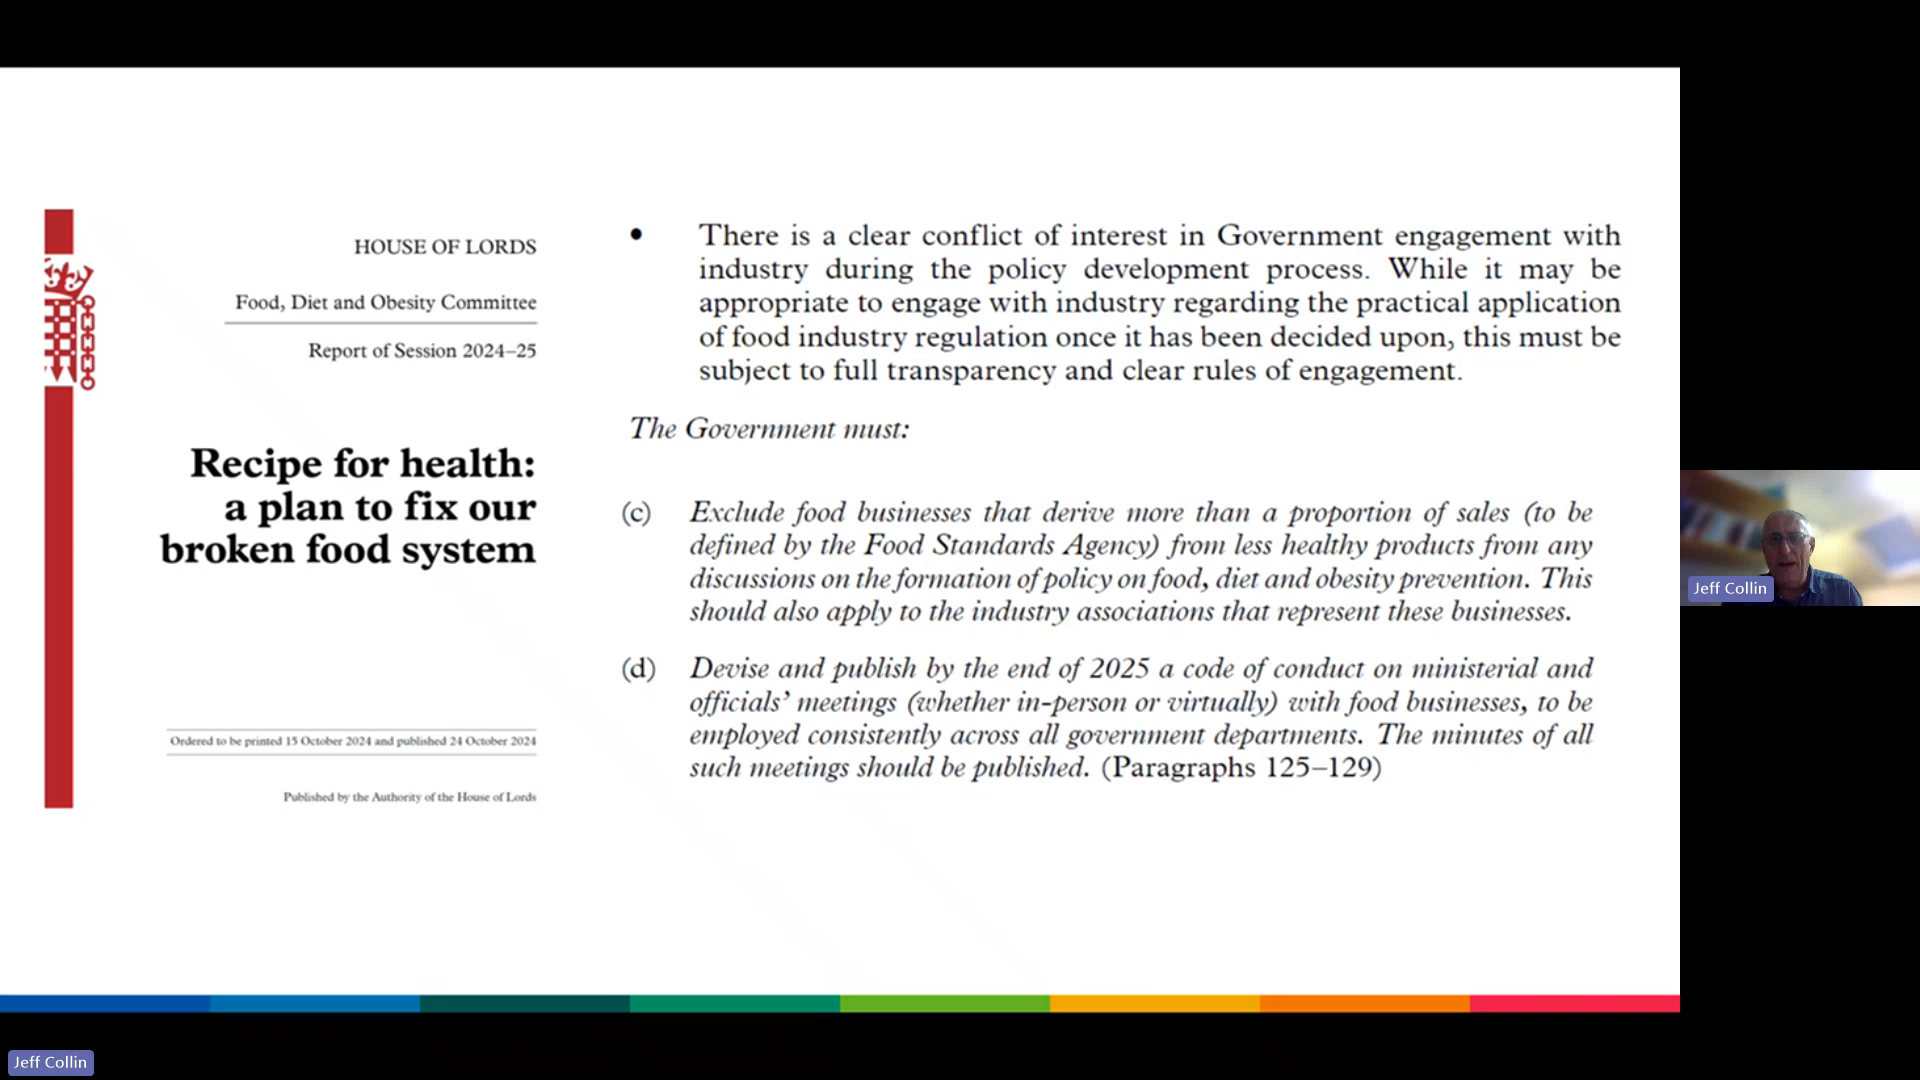 HOUSE OF LORDS
Food, Diet and Obesity Committee
Report of Session 2024–25
Recipe for health:
a plan to fix our
broken food system
Ordered to be printed 15 October 2024 and published 24 October 2024
Published by the Authority of the House of Lords
• There is a clear conflict of interest in Government engagement with
industry during the policy development process. While it may be
appropriate to engage with industry regarding the practical application
of food industry regulation once it has been decided upon, this must be
subject to full transparency and clear rules of engagement.
The Government must:
(c) Exclude food businesses that derive more than a proportion of sales (to be
defined by the Food Standards Agency) from less healthy products from any
discussions on the formation of policy on food, diet and obesity prevention. This
should also apply to the industry associations that represent these businesses.
(d) Devise and publish by the end of 2025 a code of conduct on ministerial and
officials’ meetings (whether in-person or virtually) with food businesses, to be
employed consistently across all government departments. The minutes of all
such meetings should be published. (Paragraphs 125–129)
Jeff Collin
Jeff Collin